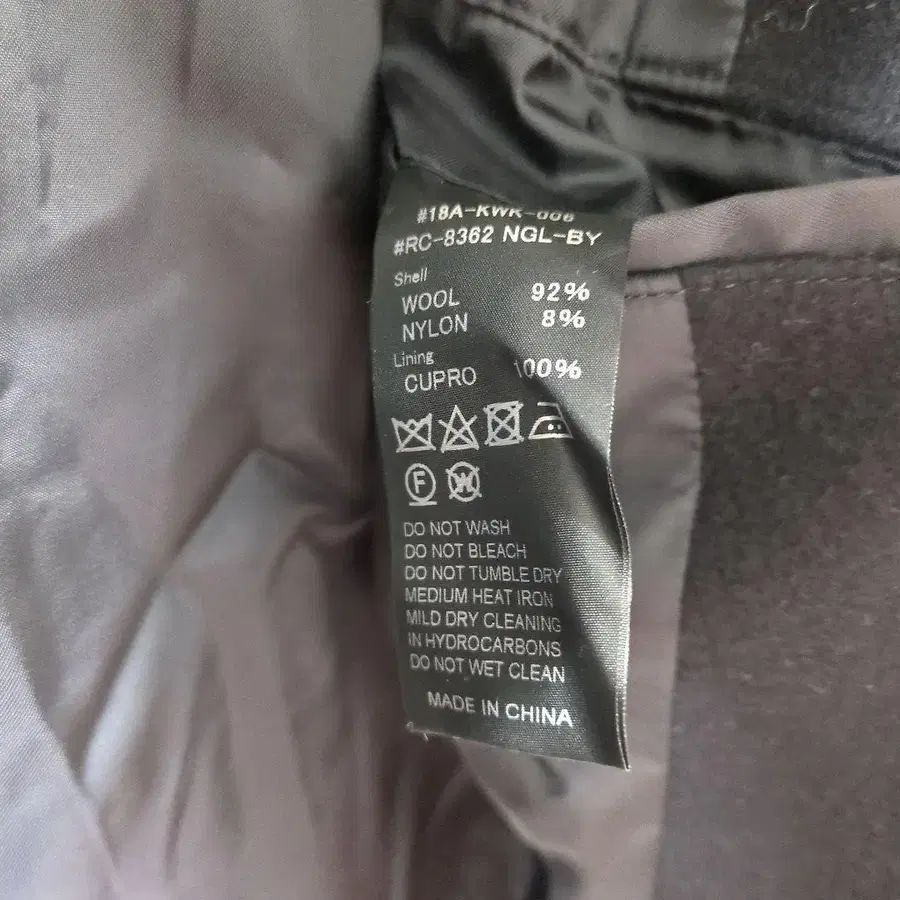 #18A-KWK-006
#RC-8362 NGL-BY
Shell
WOOL 92%
NYLON 8%
Lining
CUPRO 100%
F
W
DO NOT WASH
DO NOT BLEACH
DO NOT TUMBLE DRY
MEDIUM HEAT IRON
MILD DRY CLEANING
IN HYDROCARBONS
DO NOT WET CLEAN
MADE IN CHINA